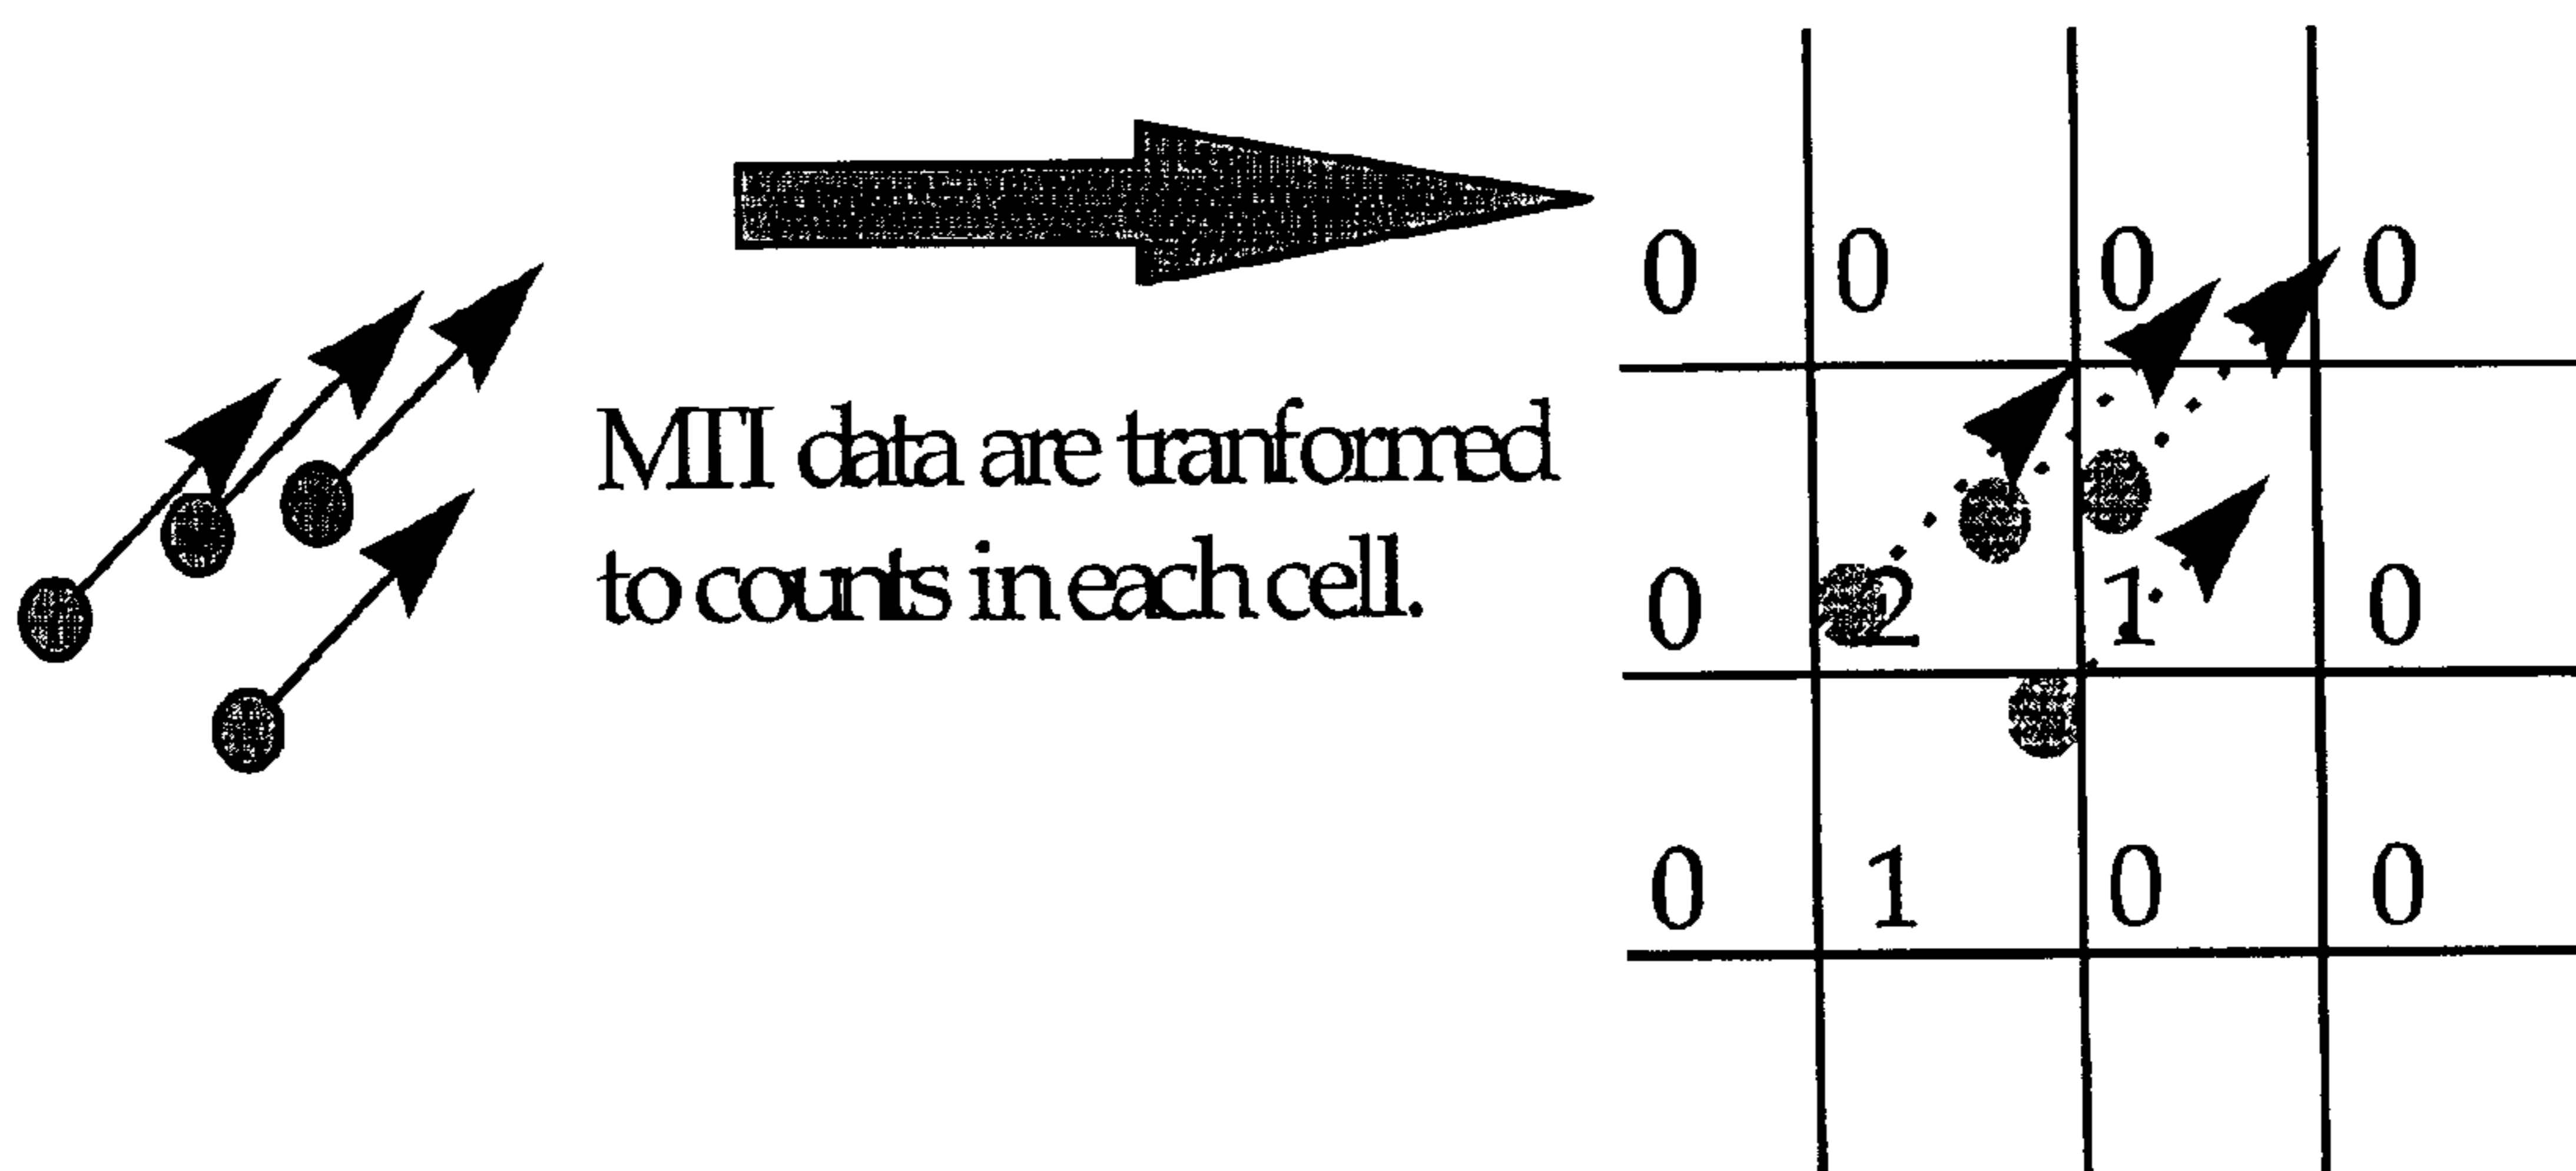 MTI data are tranformed
to counts in each cell.
0 0 0 0
0 2 1 0
0 1 0 0